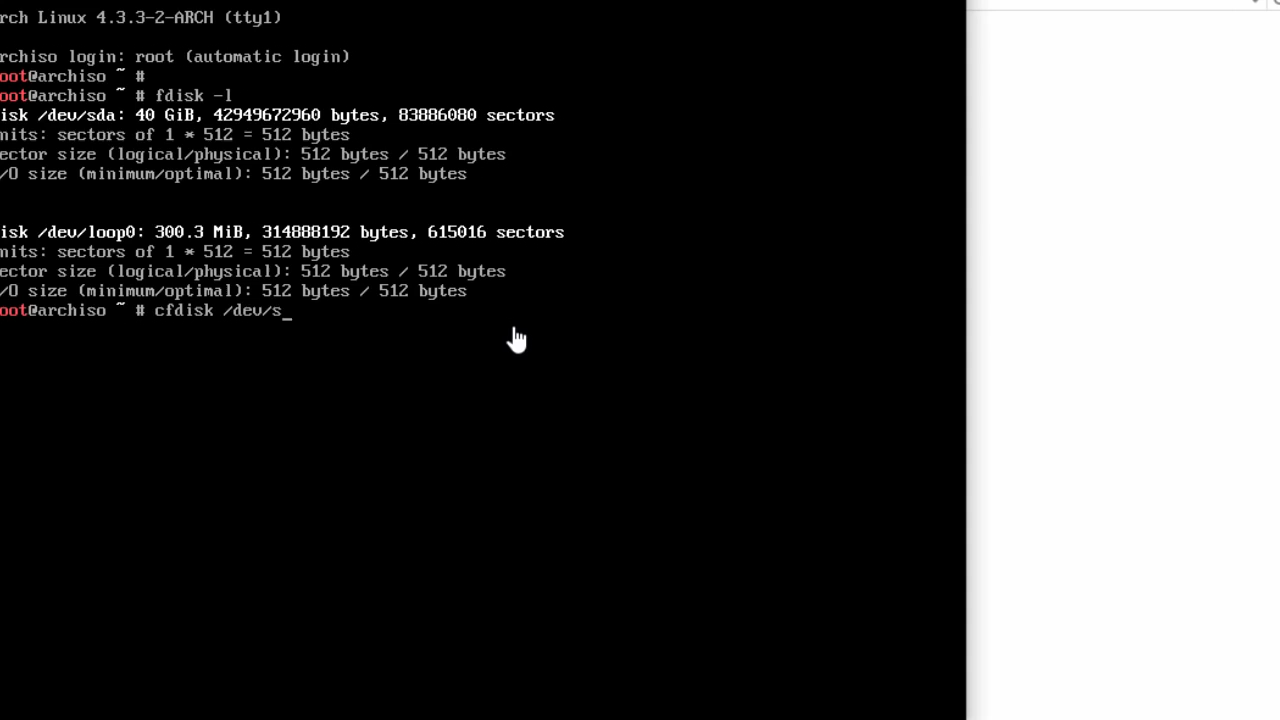 rch Linux 4.3.3-2-ARCH (tty1)
rchiso login: root (automatic login)
oot@archiso ~ #
oot@archiso ~ # fdisk -l
isk /dev/sda: 40 GiB, 42949672960 bytes, 83886080 sectors
nits: sectors of 1 * 512 = 512 bytes
ector size (logical/physical): 512 bytes / 512 bytes
/O size (minimum/optimal): 512 bytes / 512 bytes
isk /dev/loop0: 300.3 MiB, 314888192 bytes, 615016 sectors
nits: sectors of 1 * 512 = 512 bytes
ector size (logical/physical): 512 bytes / 512 bytes
/O size (minimum/optimal): 512 bytes / 512 bytes
oot@archiso ~ # cfdisk /dev/s_